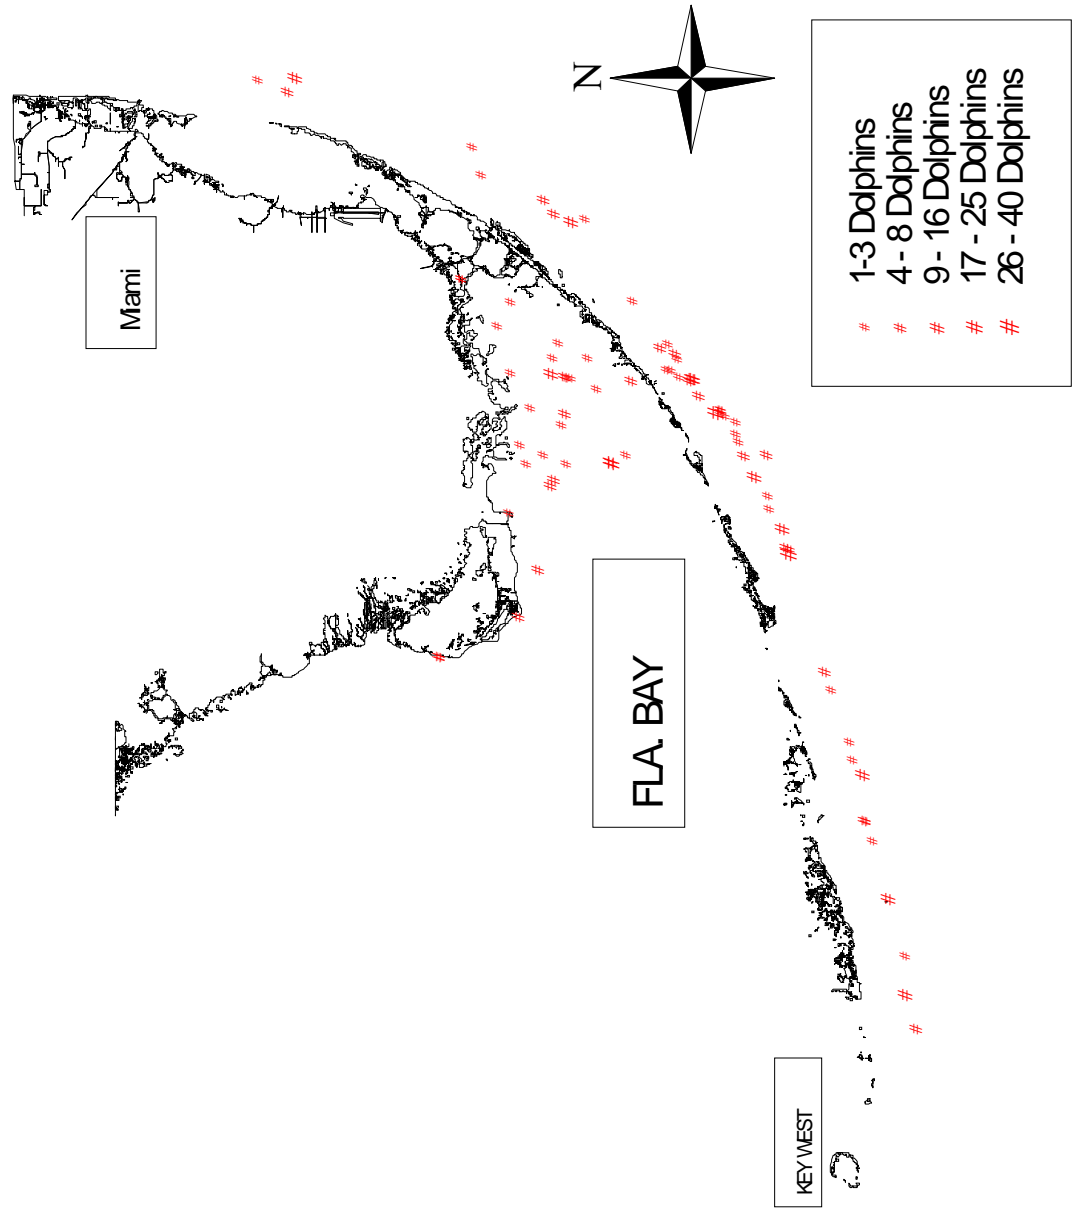 Miami
N
FLA. BAY
KEY WEST
# 1-3 Dolphins
# 4 - 8 Dolphins
# 9 - 16 Dolphins
# 17 - 25 Dolphins
# 26 - 40 Dolphins